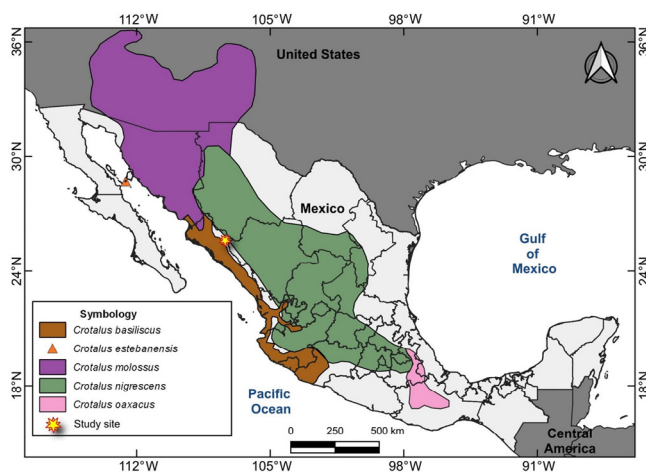 112°W 105°W 98°W 91°W
36°N 36°N
United States
30°N 30°N
Mexico
Gulf
of
Mexico
24°N 24°N
Symbology
Crotalus basiliscus
Crotalus estebanensis
Crotalus molossus
Crotalus nigrescens
Crotalus oaxacus
Study site
18°N 18°N
Pacific
Ocean
0 250 500 km
Central
America
112°W 105°W 98°W 91°W